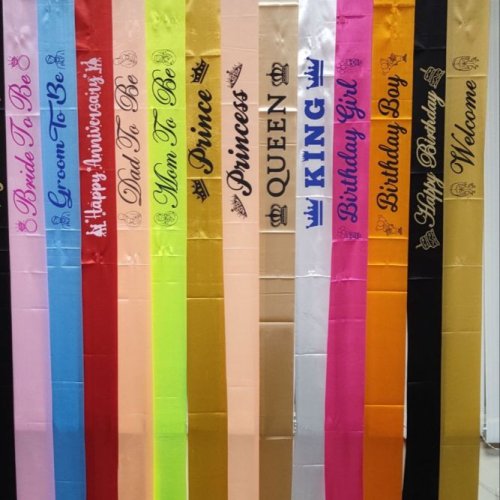 Bride To Be
Groom To Be
Happy Anniversary
Dad To Be
Mom To Be
Prince
Princess
QUEEN
KING
Birthday Girl
Birthday Boy
Happy Birthday
Welcome